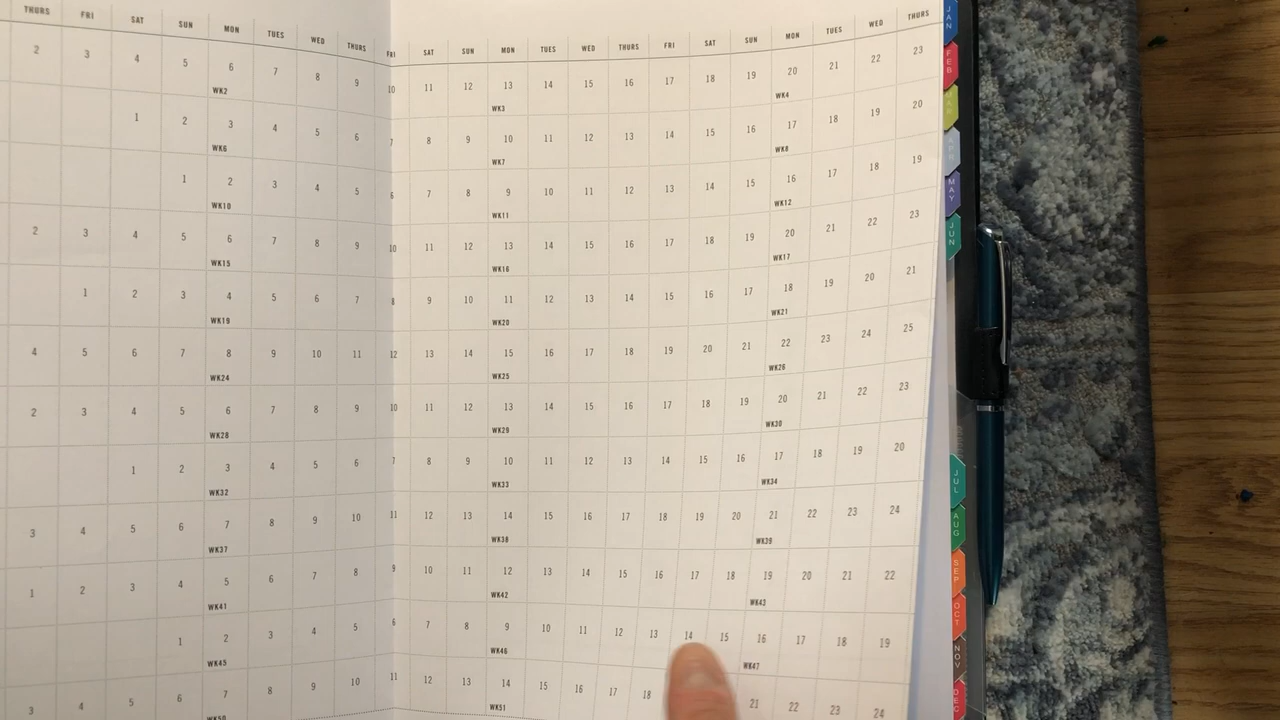 THURS FRI SAT SUN MON TUES WED THURS FRI SAT SUN MON TUES WED THURS FRI SAT SUN MON TUES WED THURS
2 3 4 5 6 7 8 9 10 11 12 13 14 15 16 17 18 19 20 21 22 23
WK2 WK3 WK4
1 2 3 4 5 6 7 8 9 10 11 12 13 14 15 16 17 18 19 20
WK6 WK7 WK8
1 2 3 4 5 6 7 8 9 10 11 12 13 14 15 16 17 18 19
WK10 WK11 WK12
2 3 4 5 6 7 8 9 10 11 12 13 14 15 16 17 18 19 20 21 22 23
WK15 WK16 WK17
1 2 3 4 5 6 7 8 9 10 11 12 13 14 15 16 17 18 19 20 21
WK19 WK20 WK21
4 5 6 7 8 9 10 11 12 13 14 15 16 17 18 19 20 21 22 23 24 25
WK24 WK25 WK26
2 3 4 5 6 7 8 9 10 11 12 13 14 15 16 17 18 19 20 21 22 23
WK28 WK29 WK30
1 2 3 4 5 6 7 8 9 10 11 12 13 14 15 16 17 18 19 20
WK32 WK33 WK34
3 4 5 6 7 8 9 10 11 12 13 14 15 16 17 18 19 20 21 22 23 24
WK37 WK38 WK39
1 2 3 4 5 6 7 8 9 10 11 12 13 14 15 16 17 18 19 20 21 22
WK41 WK42 WK43
1 2 3 4 5 6 7 8 9 10 11 12 13 14 15 16 17 18 19
WK45 WK46 WK47
3 4 5 6 7 8 9 10 11 12 13 14 15 16 17 18 21 22 23 24
WK50 WK51
JAN
FEB
MAR
APR
MAY
JUN
JUL
AUG
SEP
OCT
NOV
DEC